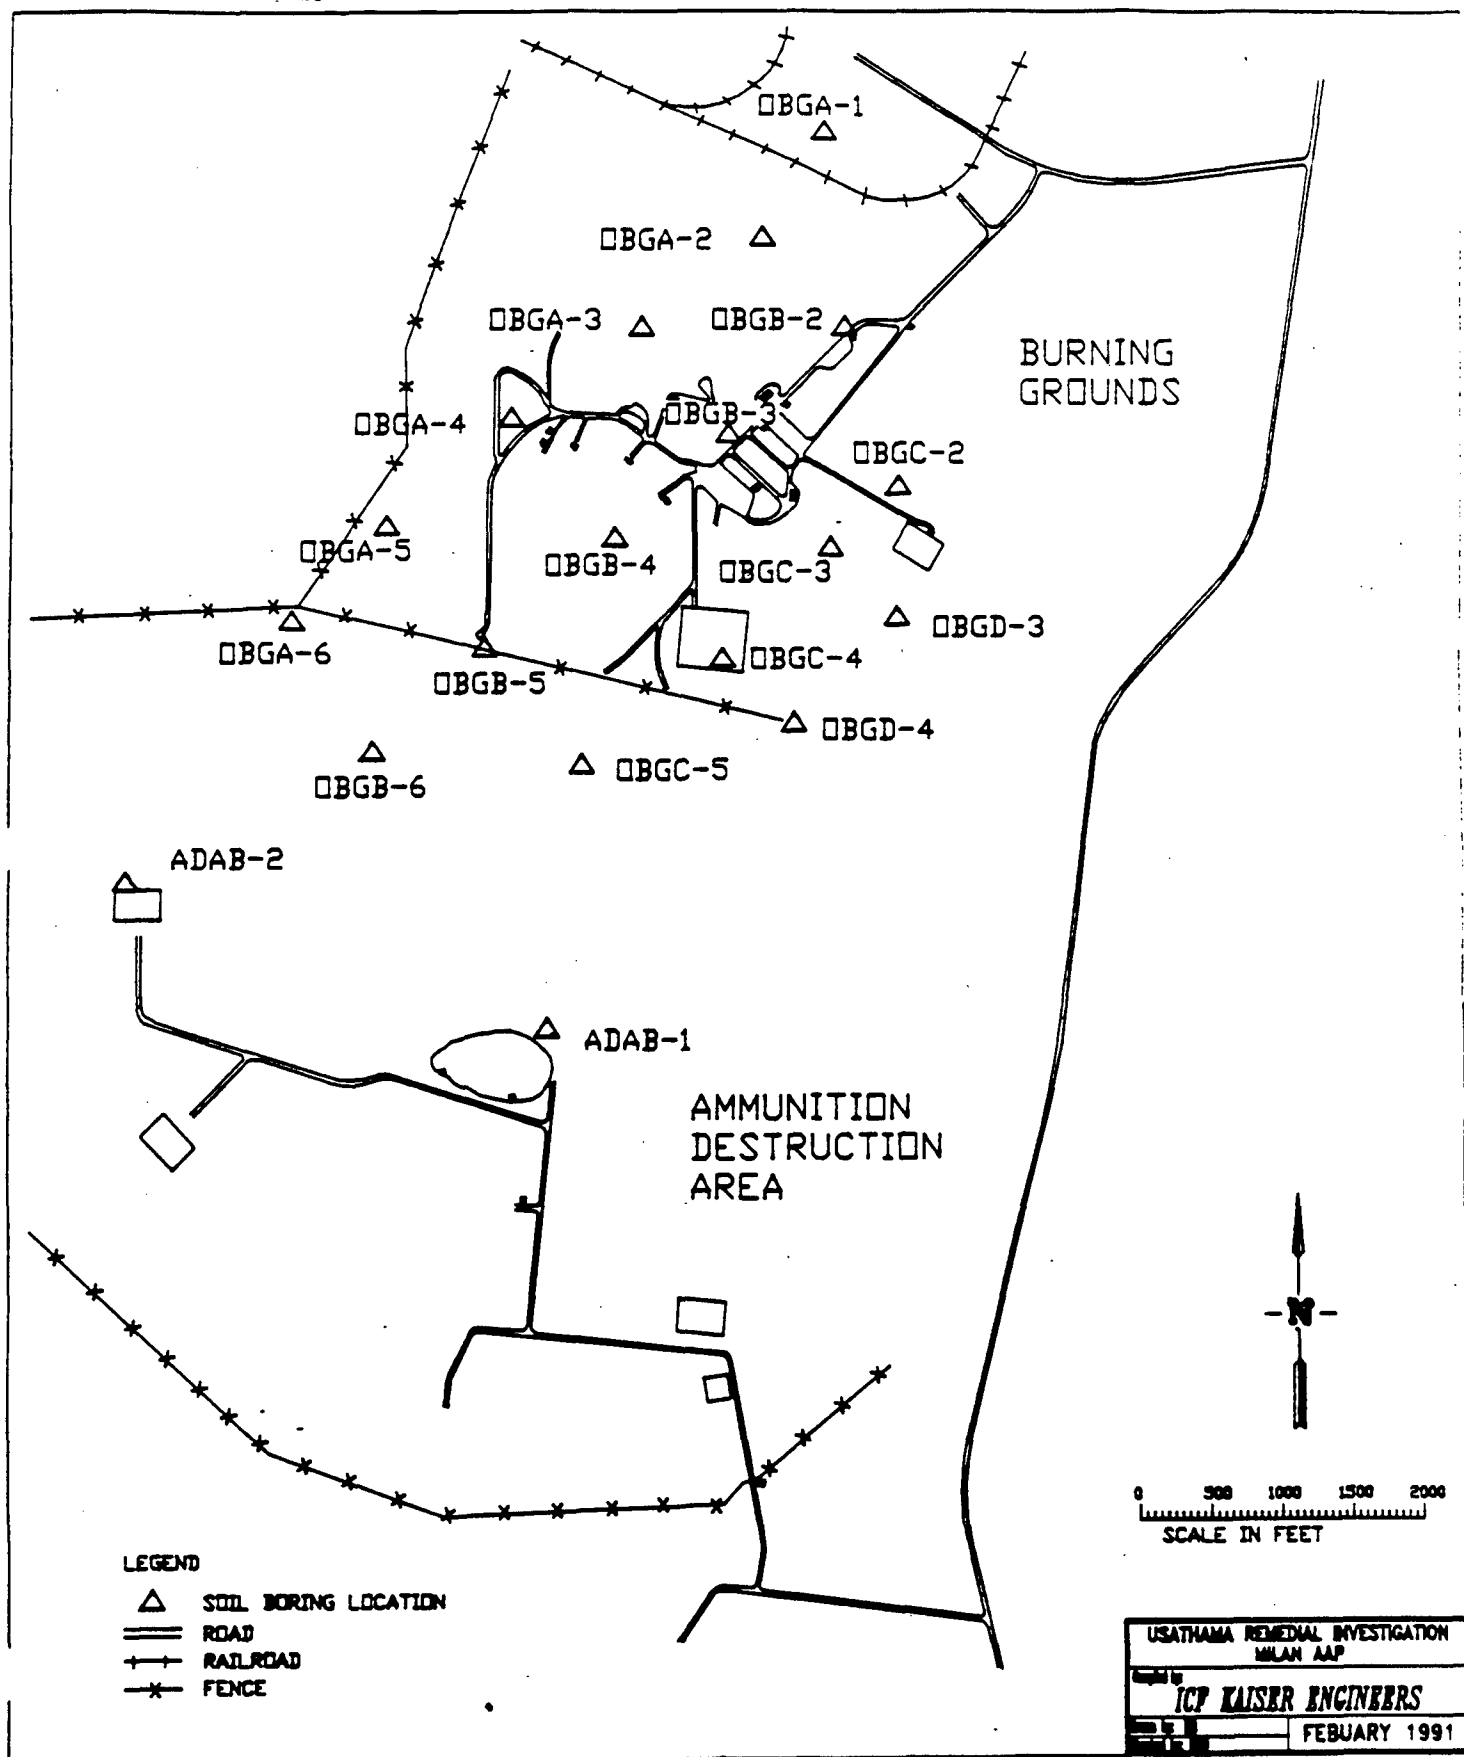 OBGA-1
OBGA-2
OBGA-3
OBGB-2
BURNING
GROUNDS
OBGA-4
OBGB-3
OBGC-2
OBGA-5
OBGB-4
OBGC-3
OBGD-3
OBGA-6
OBGC-4
OBGB-5
OBGD-4
OBGC-5
OBGB-6
ADAB-2
ADAB-1
AMMUNITION
DESTRUCTION
AREA
N
0 500 1000 1500 2000
SCALE IN FEET
LEGEND
SOIL BORING LOCATION
ROAD
RAILROAD
FENCE
USATHAMA REMEDIAL INVESTIGATION
MILAN AAP
ICF KAISER ENGINEERS
FEBUARY 1991